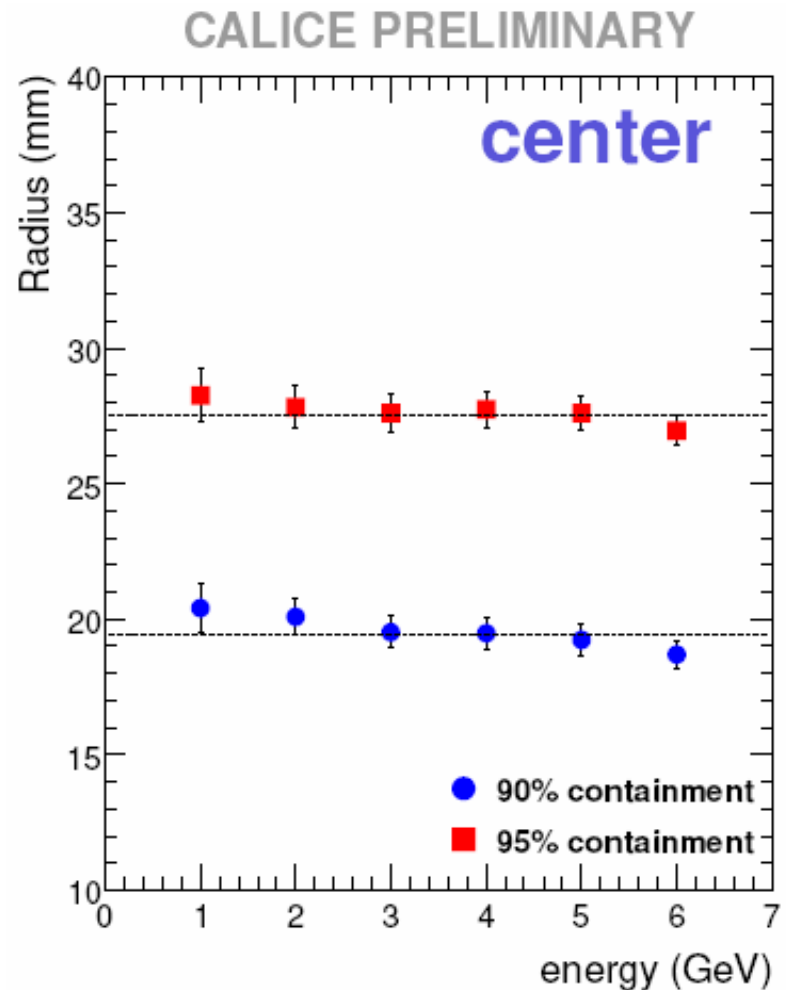 CALICE PRELIMINARY
center
Radius (mm)
40
35
30
25
20
15
10
90% containment
95% containment
0 1 2 3 4 5 6 7
energy (GeV)